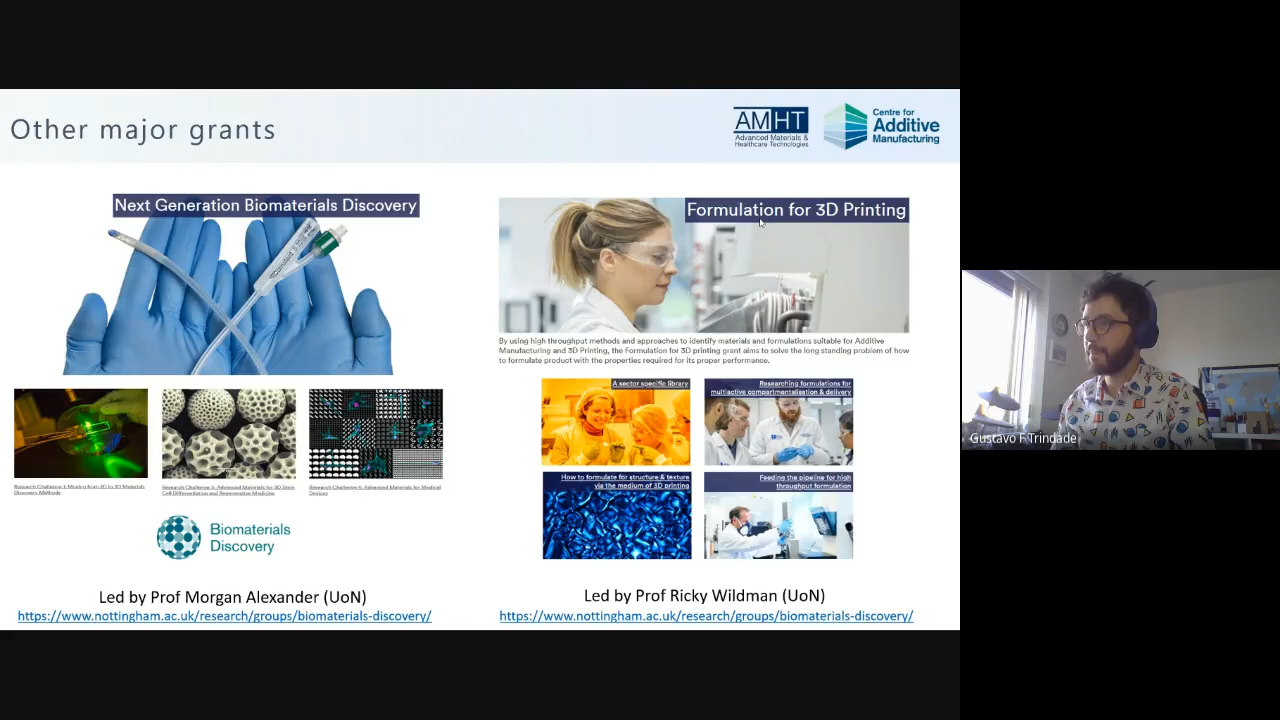 Other major grants
AMHT
Advanced Materials &
Healthcare Technologies
Centre for
Additive
Manufacturing
Next Generation Biomaterials Discovery
Research Challenge 1: Moving from 2D to 3D Materials
Discovery Methods
Research Challenge 3: Advanced Materials for 3D Stem
Cell Differentiation and Regenerative Medicine
Research Challenge 4: Advanced Materials for Medical
Devices
Biomaterials
Discovery
Led by Prof Morgan Alexander (UoN)
https://www.nottingham.ac.uk/research/groups/biomaterials-discovery/
Formulation for 3D Printing
By using high throughput methods and approaches to identify materials and formulations suitable for Additive
Manufacturing and 3D Printing, the Formulation for 3D printing grant aims to solve the long standing problem of how
to formulate product with the properties required for its proper performance.
A sector specific library
Researching formulations for
multiactive compartmentalisation & delivery
How to formulate for structure & texture
via the medium of 3D printing
Feeding the pipeline for high
throughput formulation
Led by Prof Ricky Wildman (UoN)
https://www.nottingham.ac.uk/research/groups/biomaterials-discovery/
Gustavo F Trindade